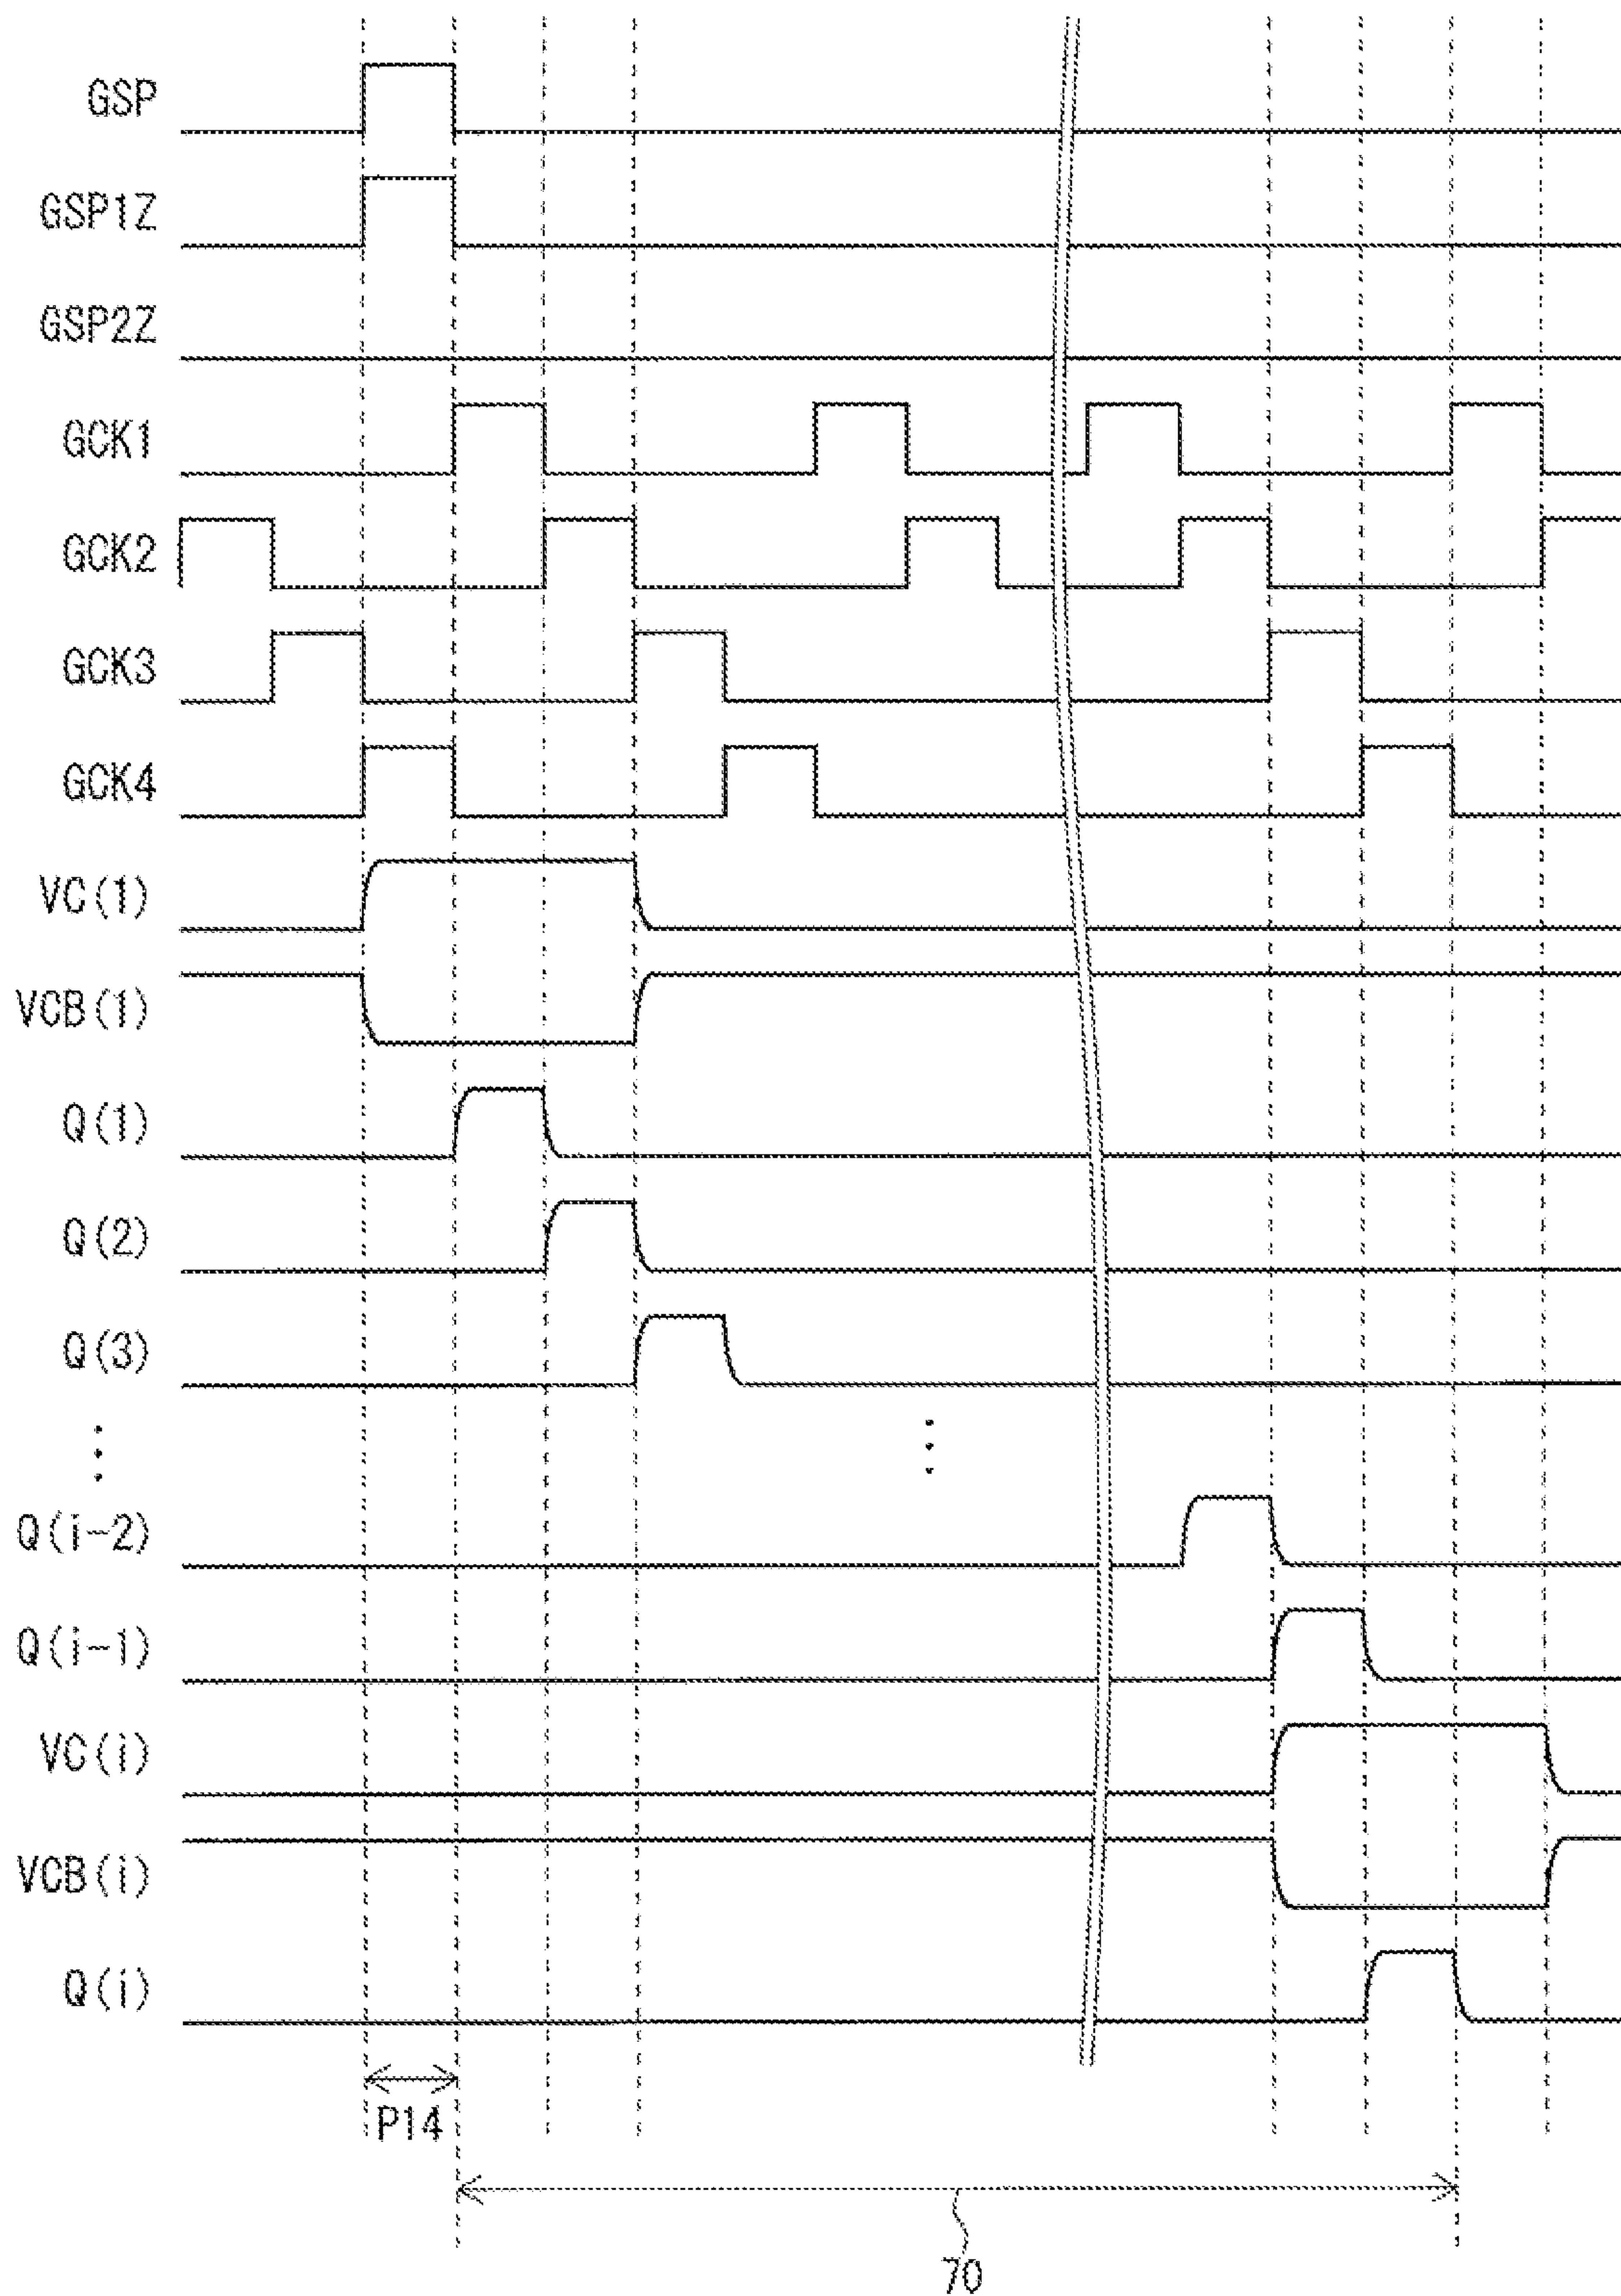 GSP
GSP1Z
GSP2Z
GCK1
GCK2
GCK3
GCK4
VC(1)
VCB(1)
Q(1)
Q(2)
Q(3)
Q(i-2)
Q(i-1)
VC(i)
VCB(i)
Q(i)
P14
70